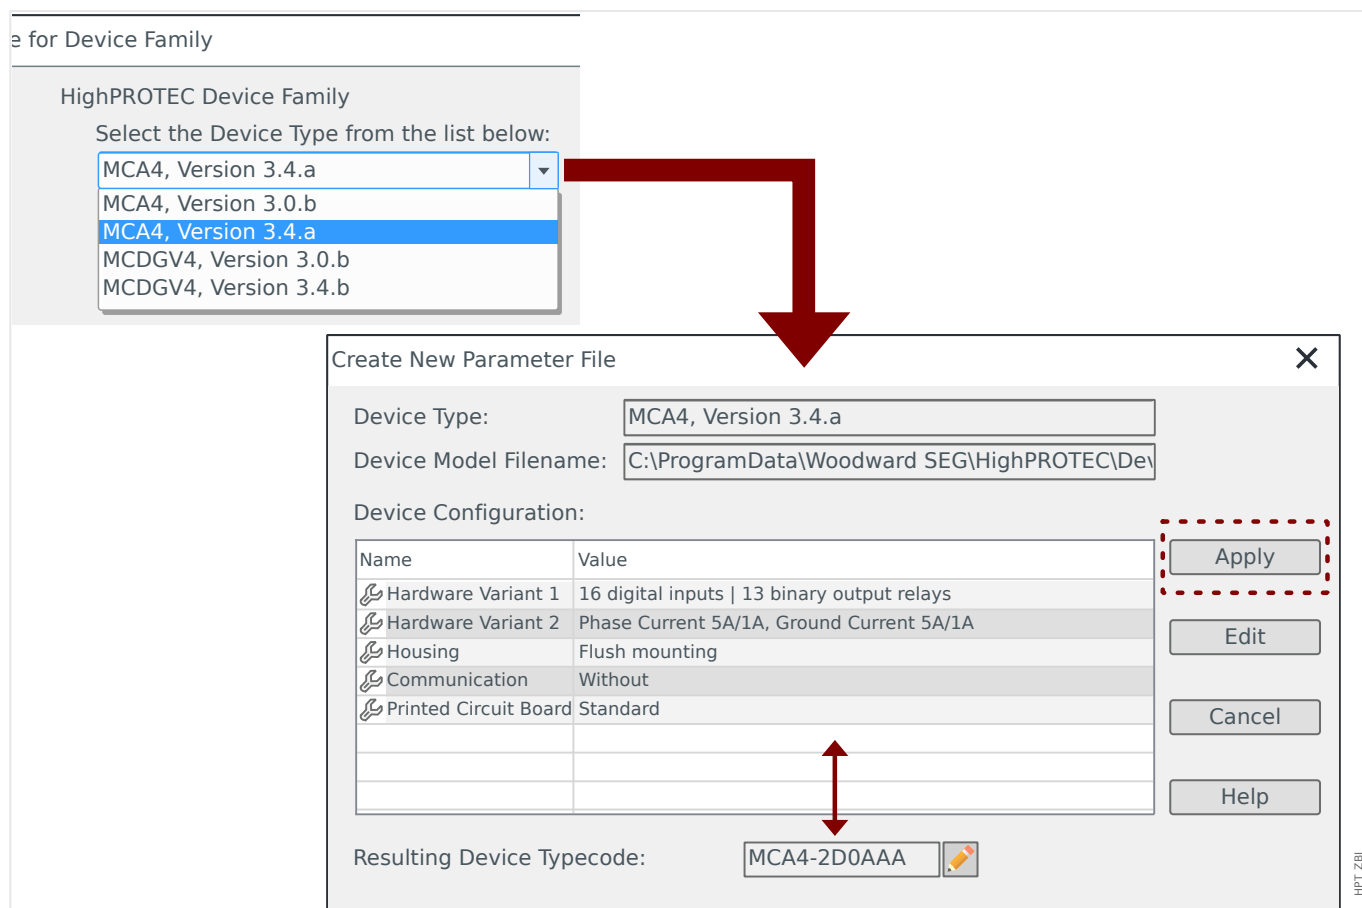 e for Device Family
HighPROTEC Device Family
Select the Device Type from the list below:
MCA4, Version 3.4.a
MCA4, Version 3.0.b
MCA4, Version 3.4.a
MCDGV4, Version 3.0.b
MCDGV4, Version 3.4.b
Create New Parameter File
Device Type: MCA4, Version 3.4.a
Device Model Filename: C:\ProgramData\Woodward SEG\HighPROTEC\Dev
Device Configuration:
Name Value
Hardware Variant 1 16 digital inputs | 13 binary output relays
Hardware Variant 2 Phase Current 5A/1A, Ground Current 5A/1A
Housing Flush mounting
Communication Without
Printed Circuit Board Standard
Apply
Edit
Cancel
Help
Resulting Device Typecode: MCA4-2D0AAA
HPT_ZBI